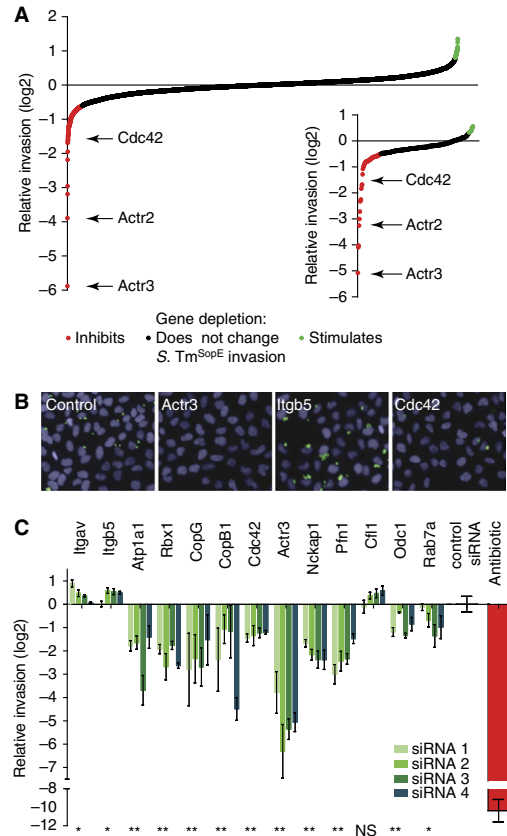 A
Relative invasion (log2)
2
1
0
−1
−2
−3
−4
−5
−6
Cdc42
Actr2
Actr3
Relative invasion (log2)
1
0
−1
−2
−3
−4
−5
−6
Cdc42
Actr2
Actr3
Gene depletion:
Inhibits
Does not change
S. Tm^SopE invasion
Stimulates
B
Control
Actr3
Itgb5
Cdc42
C
Itgav
Itgb5
Atp1a1
Rbx1
CopG
CopB1
Cdc42
Actr3
Nckap1
Pfn1
Cfl1
Odc1
Rab7a
control
siRNA
Antibiotic
Relative invasion (log2)
1
0
−1
−2
−3
−4
−5
−6
−7
−8
−10
−12
siRNA 1
siRNA 2
siRNA 3
siRNA 4
* * ** ** ** ** ** ** ** ** NS ** *